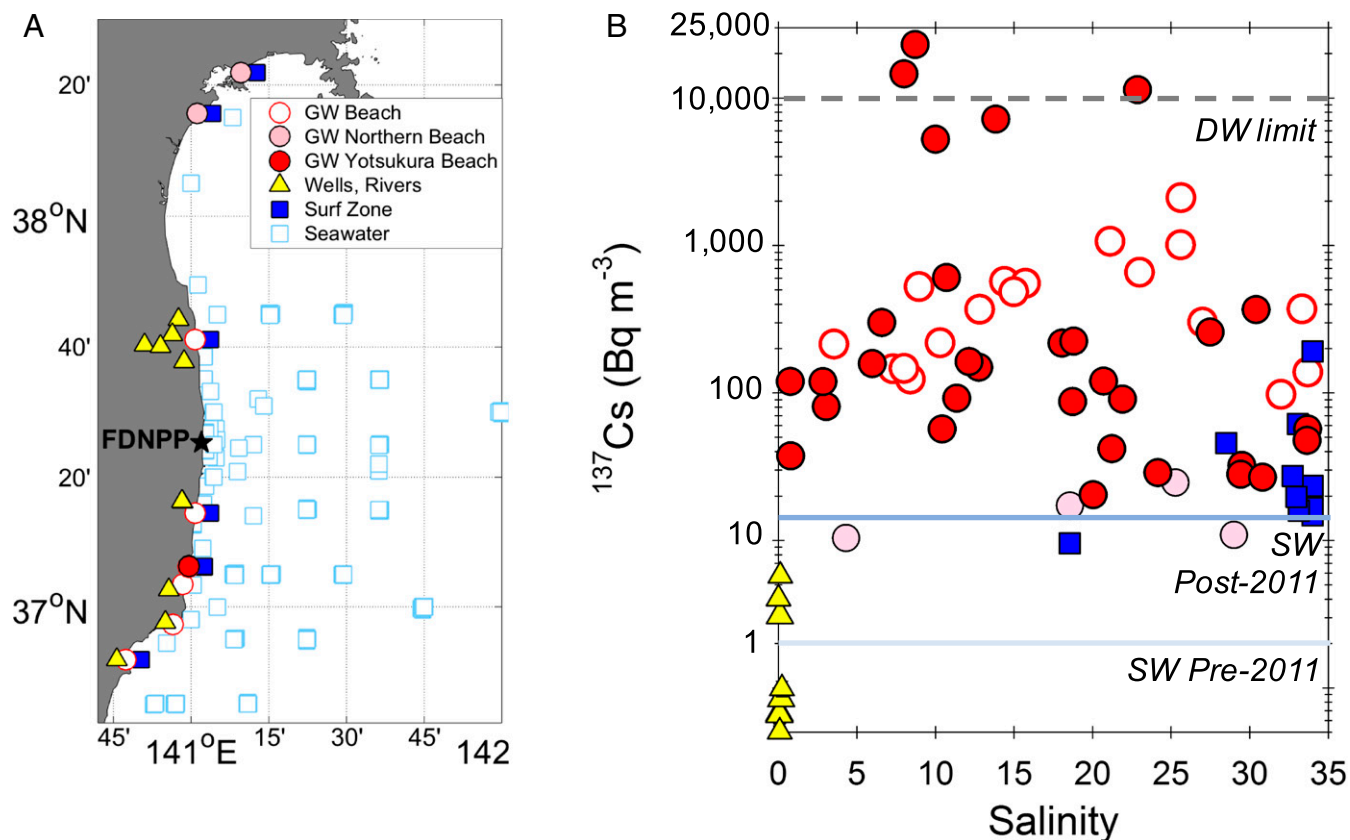 A
20'
38°N
40'
FDNPP
20'
37°N
45'
141°E
15'
30'
45'
142
GW Beach
GW Northern Beach
GW Yotsukura Beach
Wells, Rivers
Surf Zone
Seawater
B
25,000
10,000
1,000
100
10
1
¹³⁷Cs (Bq m⁻³)
DW limit
SW
Post-2011
SW Pre-2011
0
5
10
15
20
25
30
35
Salinity